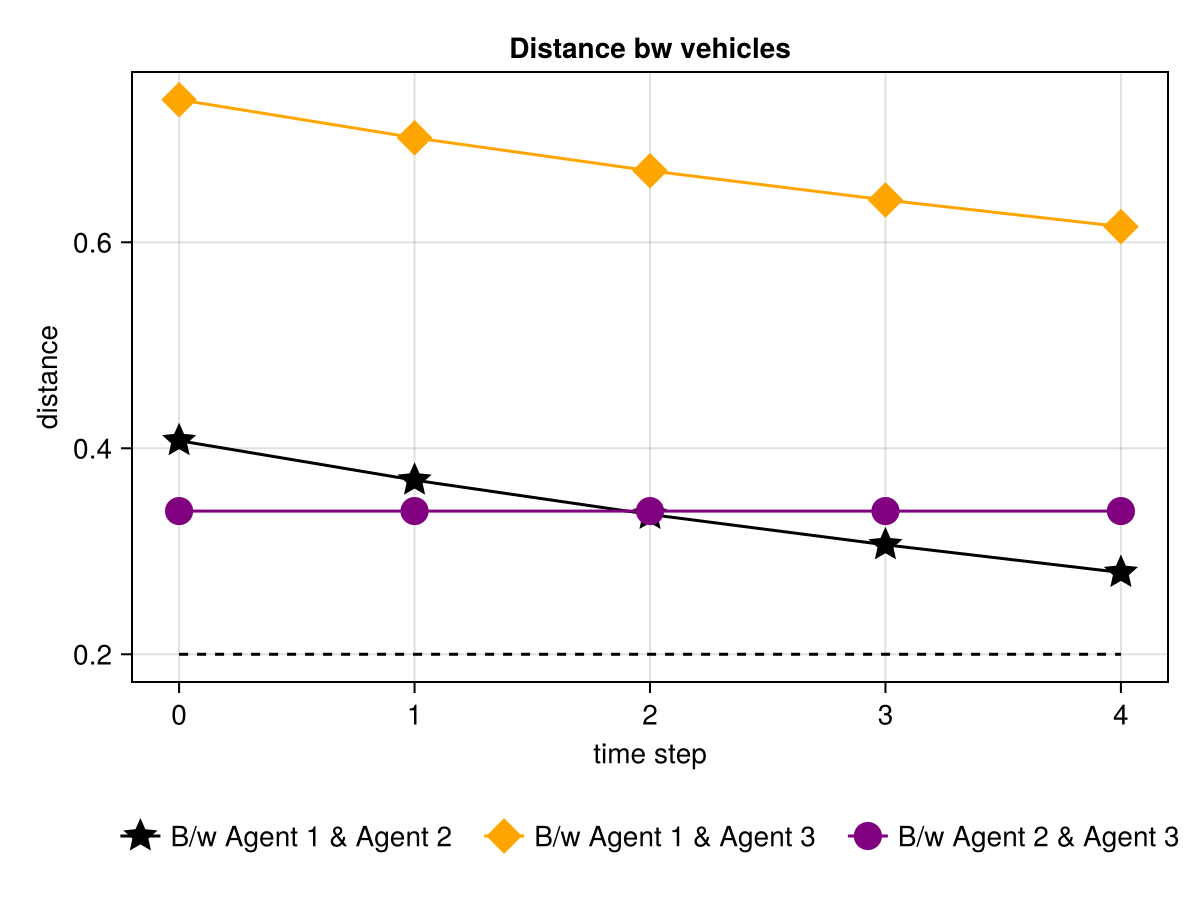 Distance bw vehicles
distance
0.6
0.4
0.2
0 1 2 3 4
time step
B/w Agent 1 & Agent 2 B/w Agent 1 & Agent 3 B/w Agent 2 & Agent 3